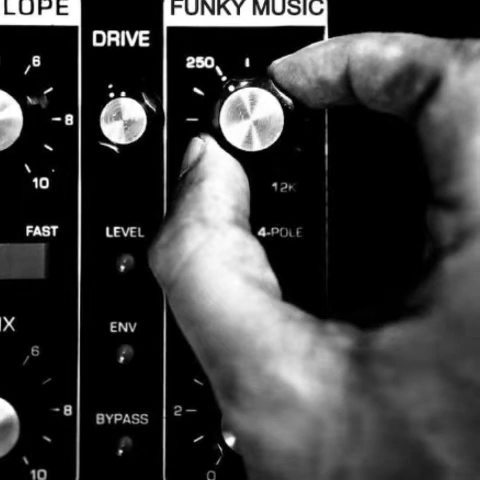 LOPE
6
8
10
FAST
IX
6
8
10
DRIVE
LEVEL
ENV
BYPASS
FUNKY MUSIC
250
12K
4-POLE
2
0